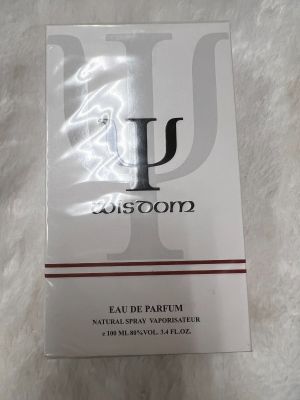 Ψ
wisdom
EAU DE PARFUM
NATURAL SPRAY VAPORISATEUR
e 100 ML 80%VOL. 3.4 FL.OZ.